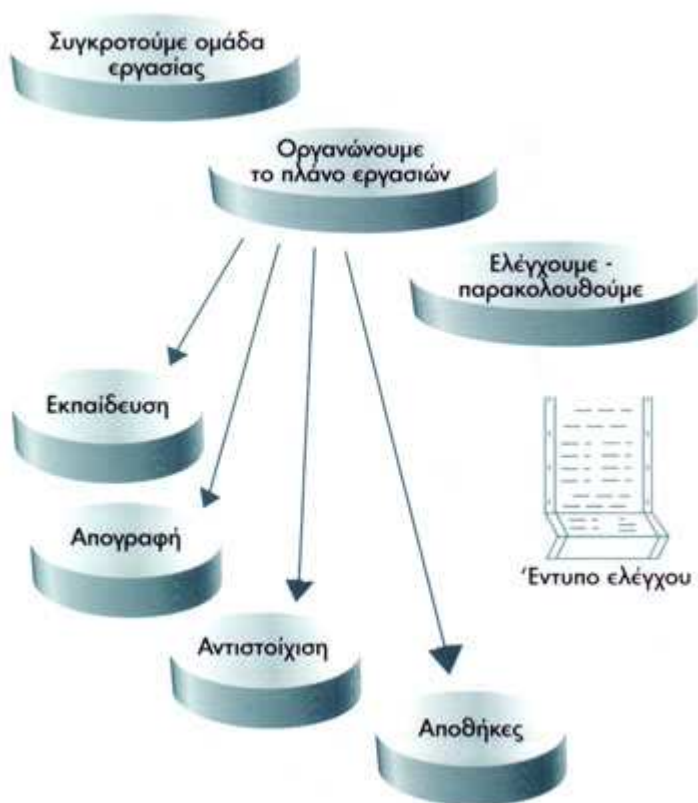 Συγκροτούμε ομάδα
εργασίας
Οργανώνουμε
το πλάνο εργασιών
Ελέγχουμε -
παρακολουθούμε
Εκπαίδευση
Απογραφή
Αντιστοίχιση
Αποθήκες
'Εντυπο ελέγχου